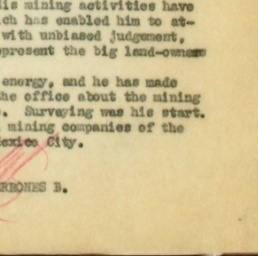 His mining activities have
ch has enabled him to at-
with unbiased judgement,
present the big land-owners
energy, and he has made
he office about the mining
. Surveying was his start.
mining companies of the
exico City.
RRONES B.